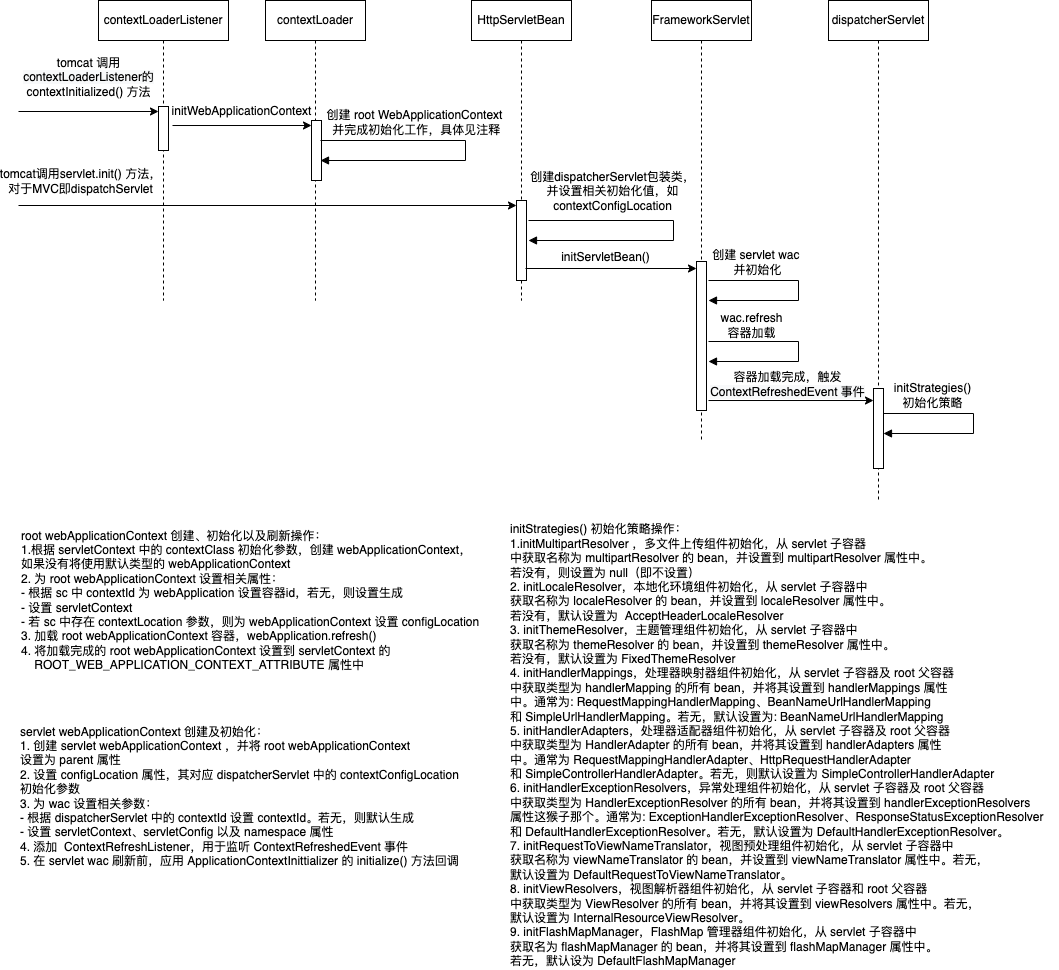 contextLoaderListener
contextLoader
HttpServletBean
FrameworkServlet
dispatcherServlet
tomcat 调用
contextLoaderListener的
contextInitialized() 方法
initWebApplicationContext
创建 root WebApplicationContext
并完成初始化工作，具体见注释
tomcat调用servlet.init() 方法，
对于MVC即dispatchServlet
创建dispatcherServlet包装类，
并设置相关初始化值，如
contextConfigLocation
initServletBean()
创建 servlet wac
并初始化
wac.refresh
容器加载
容器加载完成，触发
ContextRefreshedEvent 事件
initStrategies()
初始化策略
root webApplicationContext 创建、初始化以及刷新操作：
1.根据 servletContext 中的 contextClass 初始化参数，创建 webApplicationContext，
如果没有将使用默认类型的 webApplicationContext
2. 为 root webApplicationContext 设置相关属性：
- 根据 sc 中 contextId 为 webApplication 设置容器id，若无，则设置生成
- 设置 servletContext
- 若 sc 中存在 contextLocation 参数，则为 webApplicationContext 设置 configLocation
3. 加载 root webApplicationContext 容器，webApplication.refresh()
4. 将加载完成的 root webApplicationContext 设置到 servletContext 的
ROOT_WEB_APPLICATION_CONTEXT_ATTRIBUTE 属性中
servlet webApplicationContext 创建及初始化：
1. 创建 servlet webApplicationContext ，并将 root webApplicationContext
设置为 parent 属性
2. 设置 configLocation 属性，其对应 dispatcherServlet 中的 contextConfigLocation
初始化参数
3. 为 wac 设置相关参数：
- 根据 dispatcherServlet 中的 contextId 设置 contextId。若无，则默认生成
- 设置 servletContext、servletConfig 以及 namespace 属性
4. 添加 ContextRefreshListener，用于监听 ContextRefreshedEvent 事件
5. 在 servlet wac 刷新前，应用 ApplicationContextInittializer 的 initialize() 方法回调
initStrategies() 初始化策略操作：
1.initMultipartResolver ，多文件上传组件初始化，从 servlet 子容器
中获取名称为 multipartResolver 的 bean，并设置到 multipartResolver 属性中。
若没有，则设置为 null（即不设置）
2. initLocaleResolver，本地化环境组件初始化，从 servlet 子容器中
获取名称为 localeResolver 的 bean，并设置到 localeResolver 属性中。
若没有，默认设置为 AcceptHeaderLocaleResolver
3. initThemeResolver，主题管理组件初始化，从 servlet 子容器中
获取名称为 themeResolver 的 bean，并设置到 themeResolver 属性中。
若没有，默认设置为 FixedThemeResolver
4. initHandlerMappings，处理器映射器组件初始化，从 servlet 子容器及 root 父容器
中获取类型为 handlerMapping 的所有 bean，并将其设置到 handlerMappings 属性
中。通常为: RequestMappingHandlerMapping、BeanNameUrlHandlerMapping
和 SimpleUrlHandlerMapping。若无，默认设置为: BeanNameUrlHandlerMapping
5. initHandlerAdapters，处理器适配器组件初始化，从 servlet 子容器及 root 父容器
中获取类型为 HandlerAdapter 的所有 bean，并将其设置到 handlerAdapters 属性
中。通常为 RequestMappingHandlerAdapter、HttpRequestHandlerAdapter
和 SimpleControllerHandlerAdapter。若无，则默认设置为 SimpleControllerHandlerAdapter
6. initHandlerExceptionResolvers，异常处理组件初始化，从 servlet 子容器及 root 父容器
中获取类型为 HandlerExceptionResolver 的所有 bean，并将其设置到 handlerExceptionResolvers
属性这猴子那个。通常为: ExceptionHandlerExceptionResolver、ResponseStatusExceptionResolver
和 DefaultHandlerExceptionResolver。若无，默认设置为 DefaultHandlerExceptionResolver。
7. initRequestToViewNameTranslator，视图预处理组件初始化，从 servlet 子容器中
获取名称为 viewNameTranslator 的 bean，并设置到 viewNameTranslator 属性中。若无，
默认设置为 DefaultRequestToViewNameTranslator。
8. initViewResolvers，视图解析器组件初始化，从 servlet 子容器和 root 父容器
中获取类型为 ViewResolver 的所有 bean，并将其设置到 viewResolvers 属性中。若无，
默认设置为 InternalResourceViewResolver。
9. initFlashMapManager，FlashMap 管理器组件初始化，从 servlet 子容器中
获取名为 flashMapManager 的 bean，并将其设置到 flashMapManager 属性中。
若无，默认设为 DefaultFlashMapManager